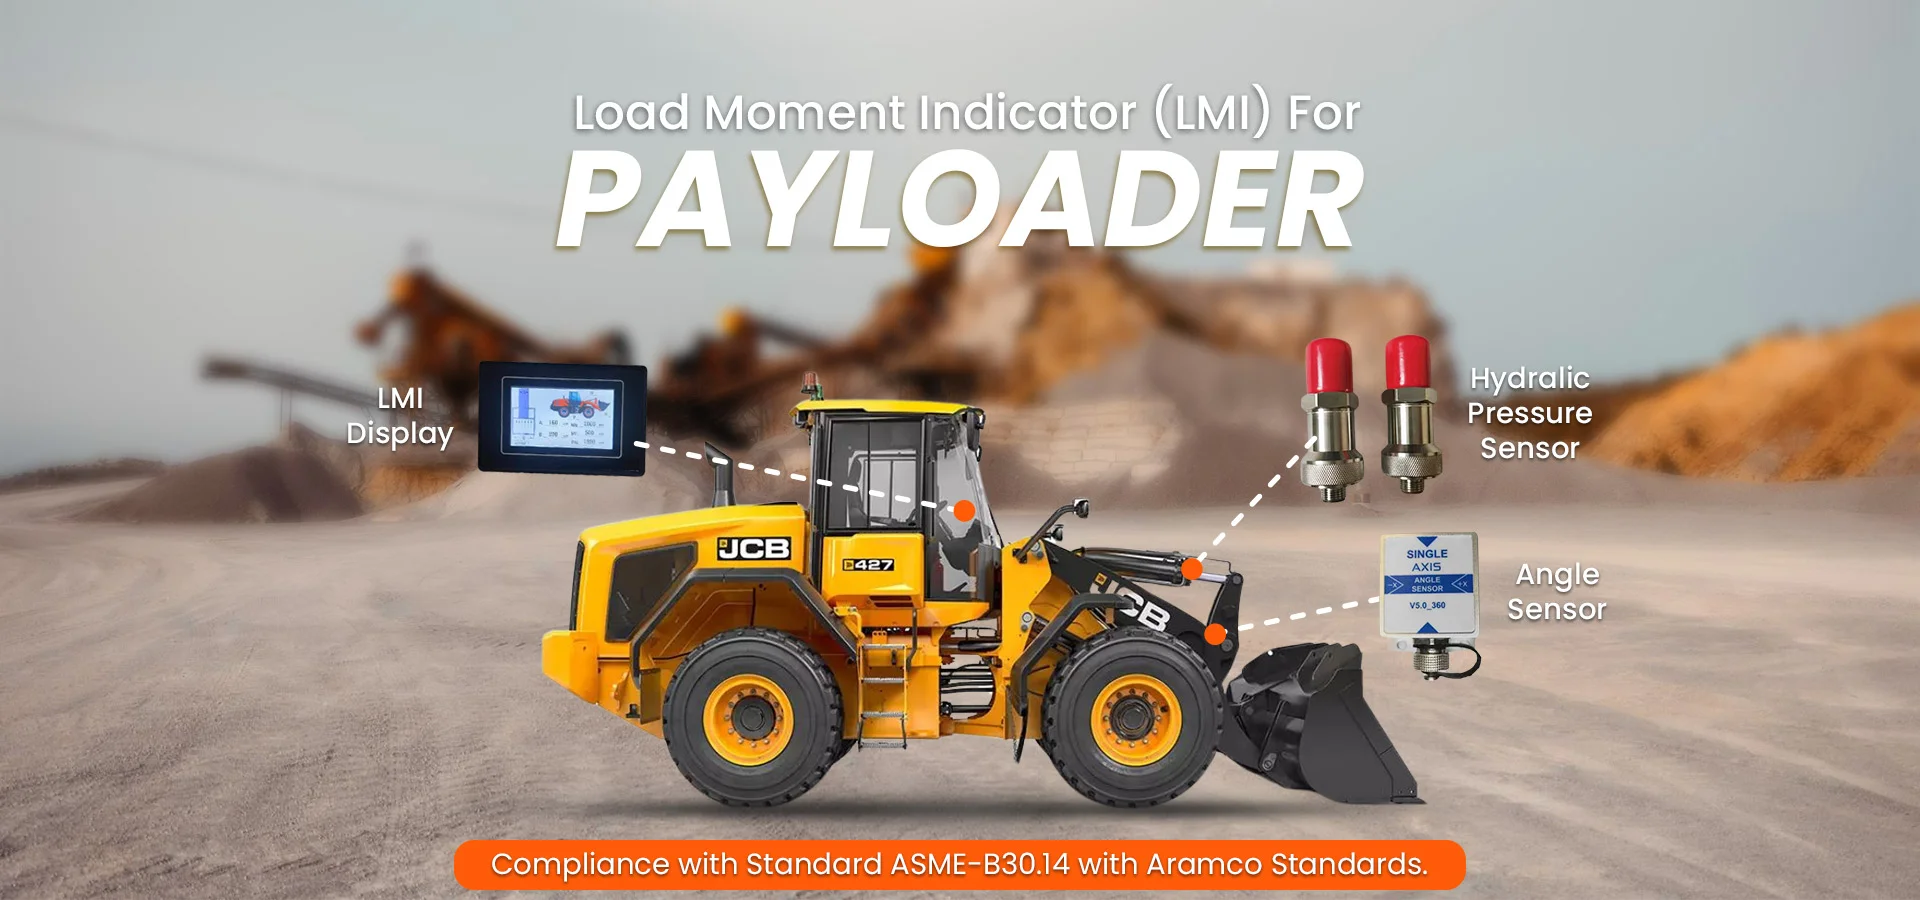 Load Moment Indicator (LMI) For
PAYLOADER
LMI
Display
Hydralic
Pressure
Sensor
SINGLE
AXIS
ANGLE
SENSOR
-X
+X
V5.0_360
Angle
Sensor
JCB
427
JCB
Compliance with Standard ASME-B30.14 with Aramco Standards.